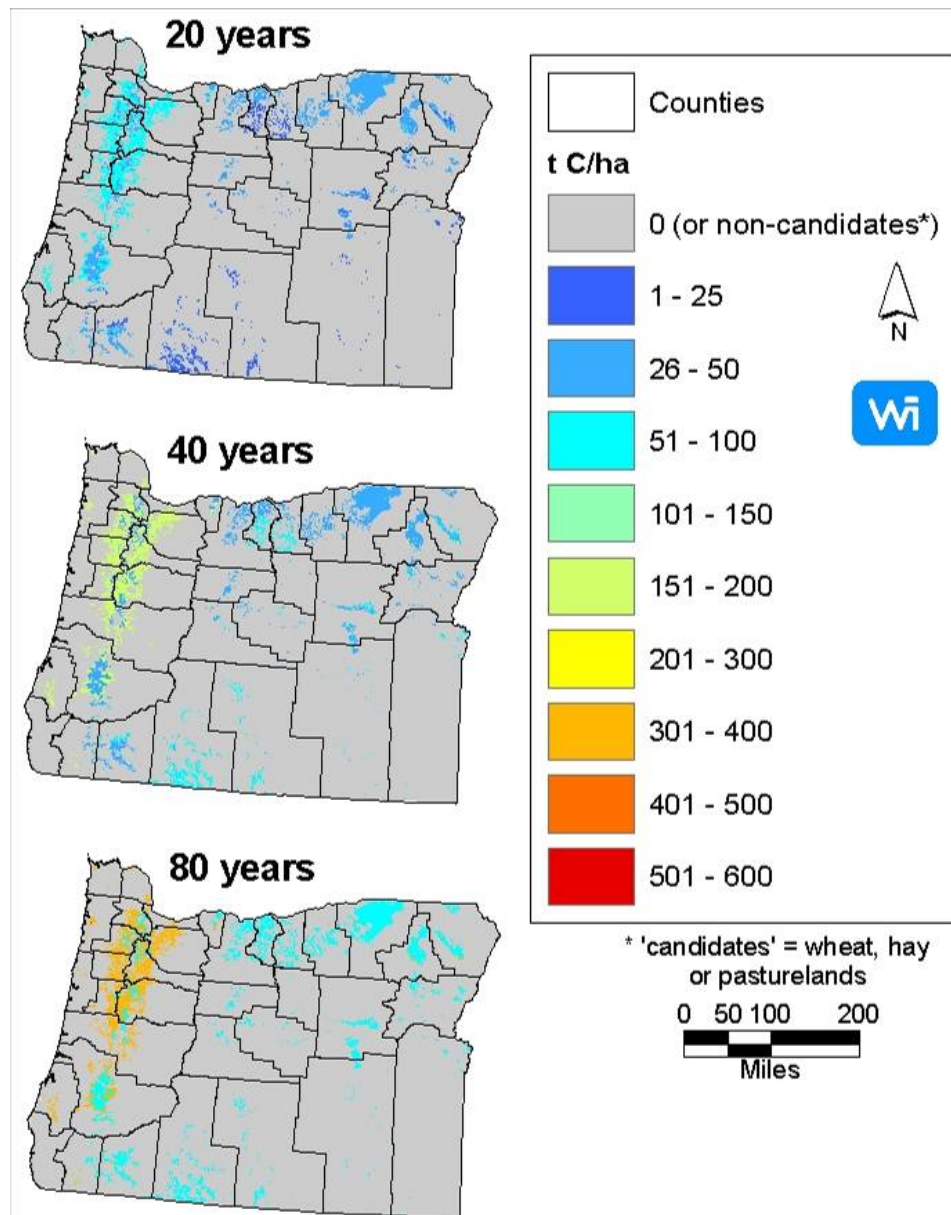 20 years
40 years
80 years
Counties
t C/ha
0 (or non-candidates*)
1 - 25
26 - 50
51 - 100
101 - 150
151 - 200
201 - 300
301 - 400
401 - 500
501 - 600
N
Wi
* 'candidates' = wheat, hay
or pasturelands
0 50 100 200
Miles